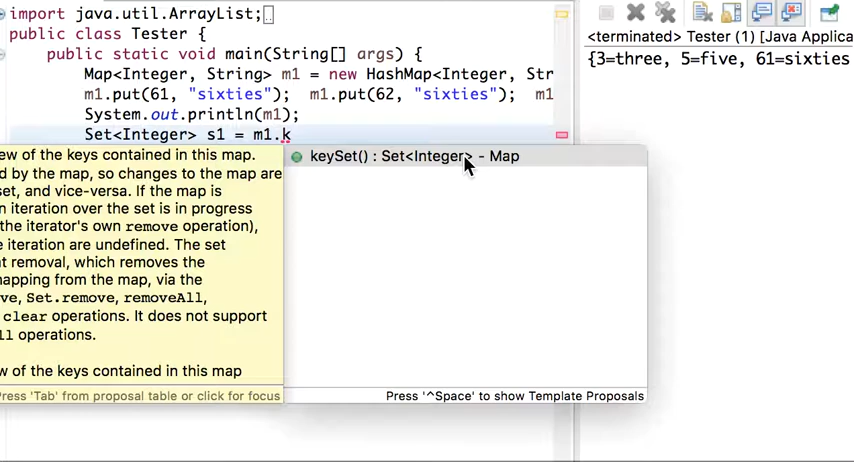 import java.util.ArrayList;
public class Tester {
public static void main(String[] args) {
Map<Integer, String> m1 = new HashMap<Integer, Str
m1.put(61, "sixties"); m1.put(62, "sixties"); m1
System.out.println(m1);
Set<Integer> s1 = m1.k
ew of the keys contained in this map.
d by the map, so changes to the map are
set, and vice-versa. If the map is
n iteration over the set is in progress
the iterator's own remove operation),
e iteration are undefined. The set
t removal, which removes the
mapping from the map, via the
ve, Set.remove, removeAll,
clear operations. It does not support
ll operations.
w of the keys contained in this map
Press 'Tab' from proposal table or click for focus
keySet() : Set<Integer> - Map
Press '^Space' to show Template Proposals
<terminated> Tester (1) [Java Applica
{3=three, 5=five, 61=sixties